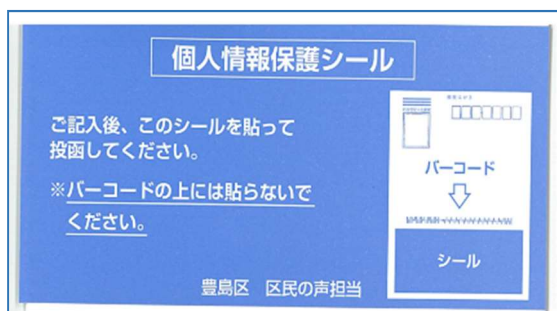 個人情報保護シール
ご記入後、このシールを貼って
投函してください。
※バーコードの上には貼らないで
ください。
バーコード
シール
豊島区 区民の声担当